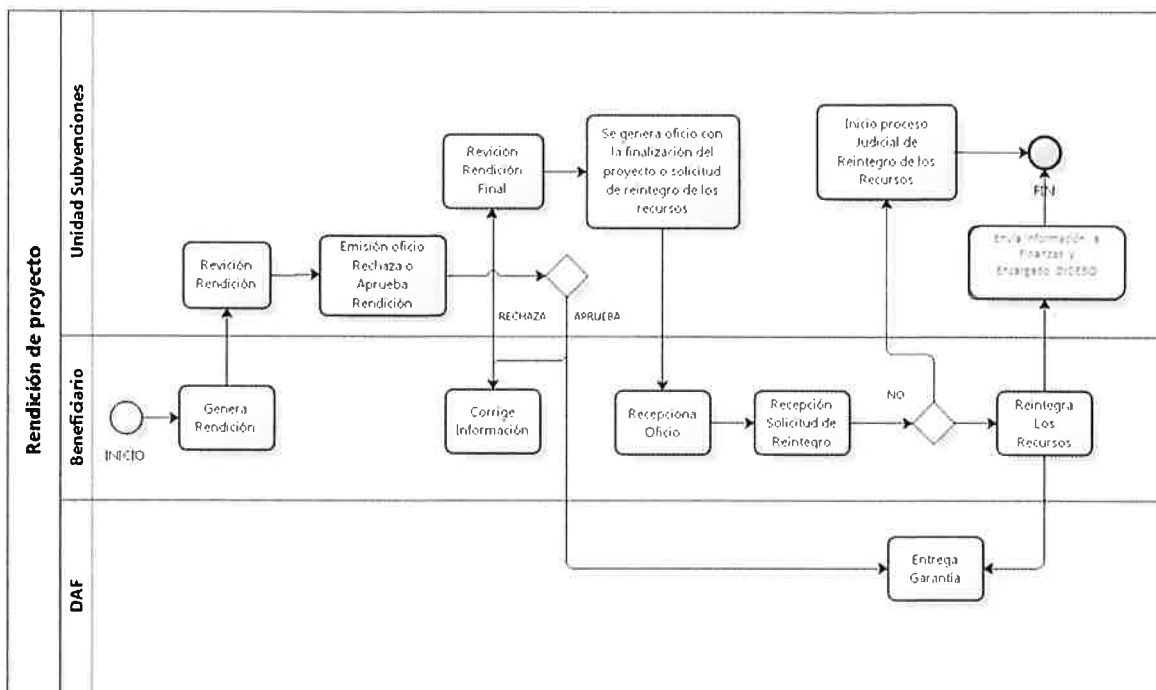 Rendición de proyecto
Unidad Subvenciones
Revición
Rendición
Emisión oficio
Rechaza o
Aprueba
Rendición
Revición
Rendición
Final
Se genera oficio con
la finalización del
proyecto o solicitud
de reintegro de los
recursos
RECHAZA
APRUEBA
Inicio proceso
Judicial de
Reintegro de los
Recursos
FIN
Envía Información a
Finanzas y
Encargado DIDESO
Beneficiario
INICIO
Genera
Rendición
Corrige
Información
Recepciona
Oficio
Recepción
Solicitud de
Reintegro
NO
Reintegra
Los
Recursos
DAF
Entrega
Garantía